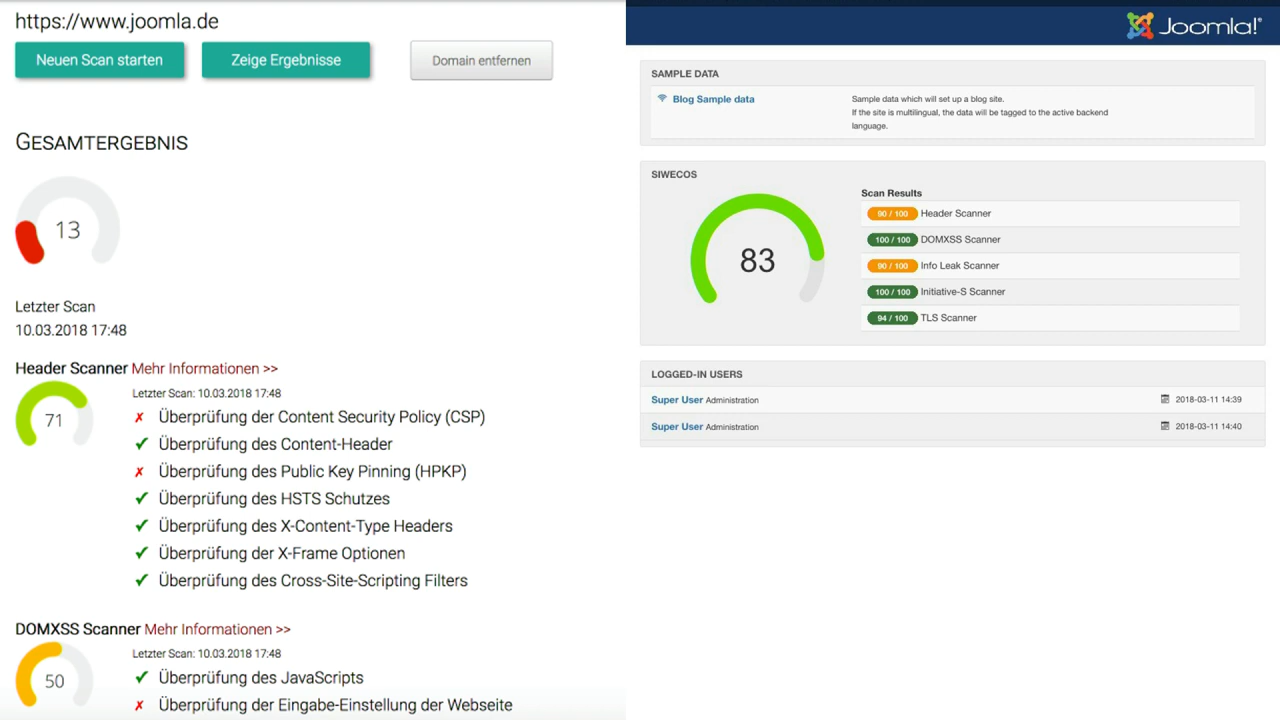 https://www.joomla.de
Neuen Scan starten
Zeige Ergebnisse
Domain entfernen
GESAMTERGEBNIS
13
Letzter Scan
10.03.2018 17:48
Header Scanner Mehr Informationen >>
71
Letzter Scan: 10.03.2018 17:48
✗ Überprüfung der Content Security Policy (CSP)
✓ Überprüfung des Content-Header
✗ Überprüfung des Public Key Pinning (HPKP)
✓ Überprüfung des HSTS Schutzes
✓ Überprüfung des X-Content-Type Headers
✓ Überprüfung der X-Frame Optionen
✓ Überprüfung des Cross-Site-Scripting Filters
DOMXSS Scanner Mehr Informationen >>
50
Letzter Scan: 10.03.2018 17:48
✓ Überprüfung des JavaScripts
✗ Überprüfung der Eingabe-Einstellung der Webseite
Joomla!®
SAMPLE DATA
Blog Sample data
Sample data which will set up a blog site.
If the site is multilingual, the data will be tagged to the active backend
language.
SIWECOS
83
Scan Results
90 / 100 Header Scanner
100 / 100 DOMXSS Scanner
90 / 100 Info Leak Scanner
100 / 100 Initiative-S Scanner
94 / 100 TLS Scanner
LOGGED-IN USERS
Super User Administration 2018-03-11 14:39
Super User Administration 2018-03-11 14:40